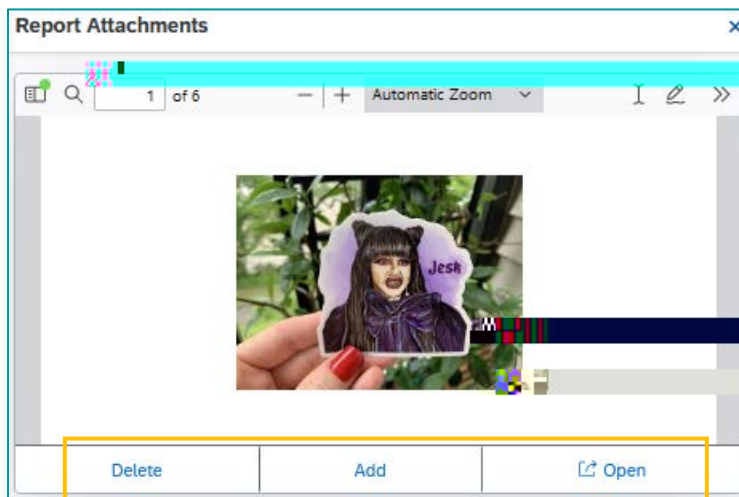 Report Attachments
1 of 6
Automatic Zoom
Jesk
Delete Add Open